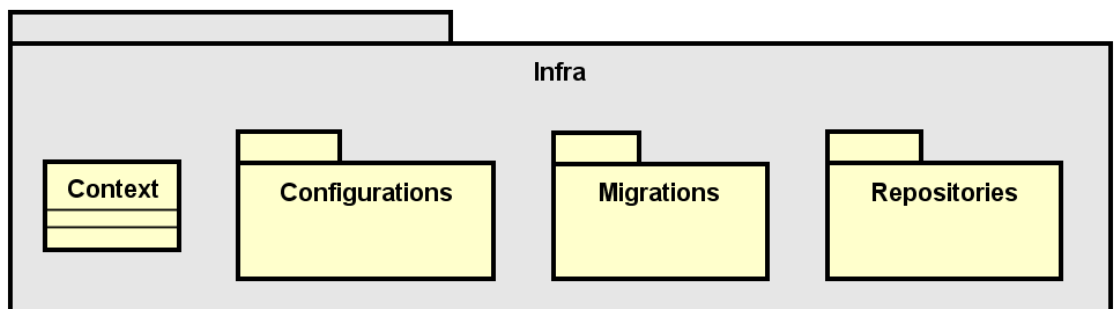 Infra
Context
Configurations
Migrations
Repositories